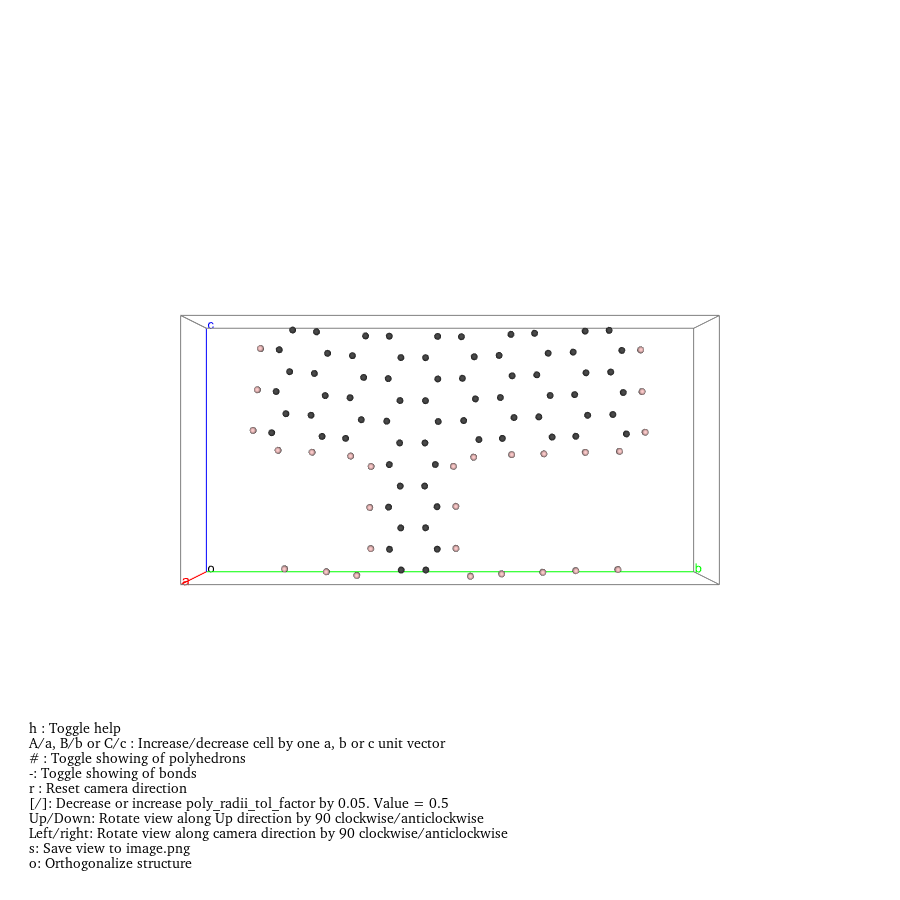 c
o
a
b
h : Toggle help
A/a, B/b or C/c : Increase/decrease cell by one a, b or c unit vector
# : Toggle showing of polyhedrons
-: Toggle showing of bonds
r : Reset camera direction
[/]: Decrease or increase poly_radii_tol_factor by 0.05. Value = 0.5
Up/Down: Rotate view along Up direction by 90 clockwise/anticlockwise
Left/right: Rotate view along camera direction by 90 clockwise/anticlockwise
s: Save view to image.png
o: Orthogonalize structure